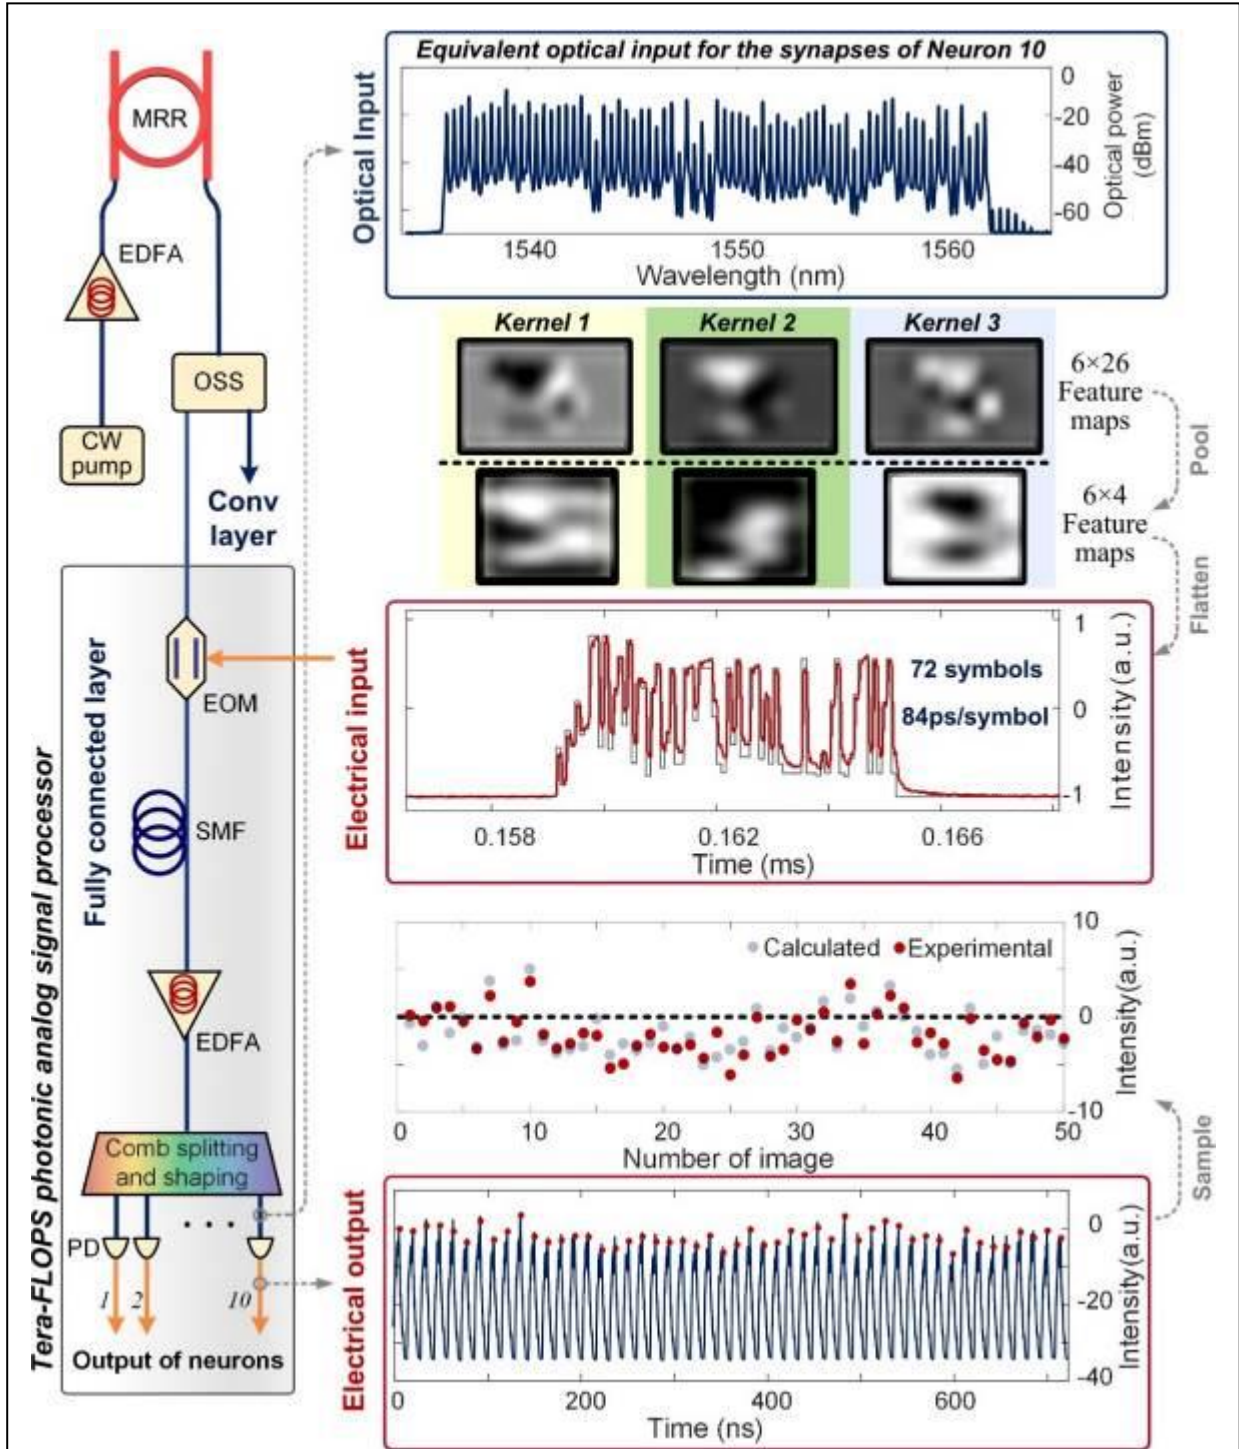 MRR
EDFA
OSS
CW
pump
Conv
layer
Tera-FLOPS photonic analog signal processor
Fully connected layer
EOM
SMF
EDFA
Comb splitting
and shaping
PD
1
2
10
Output of neurons
Optical Input
Equivalent optical input for the synapses of Neuron 10
0
-20
-40
-60
Optical power
(dBm)
1540
1550
1560
Wavelength (nm)
Kernel 1
Kernel 2
Kernel 3
6×26
Feature
maps
Pool
6×4
Feature
maps
Flatten
Electrical input
72 symbols
84ps/symbol
1
0
-1
Intensity(a.u.)
0.158
0.162
0.166
Time (ms)
Calculated
Experimental
10
0
-10
Intensity(a.u.)
0
10
20
30
40
50
Number of image
Sample
Electrical output
0
-20
-40
Intensity(a.u.)
0
200
400
600
Time (ns)